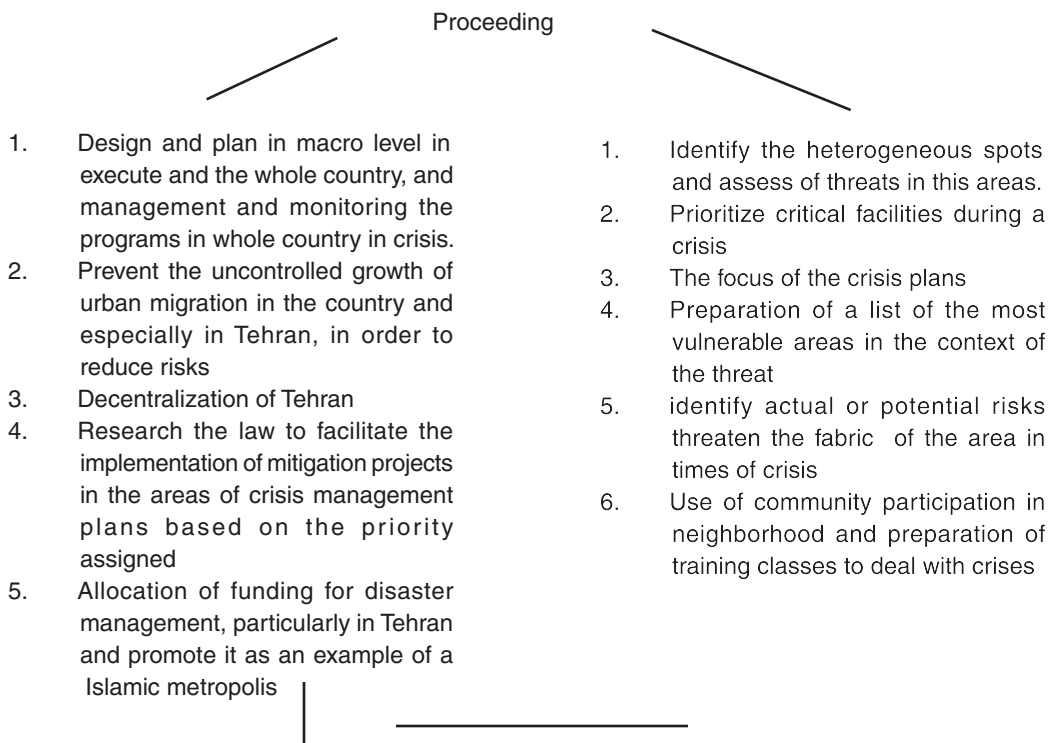 Proceeding
1. Design and plan in macro level in
execute and the whole country, and
management and monitoring the
programs in whole country in crisis.
2. Prevent the uncontrolled growth of
urban migration in the country and
especially in Tehran, in order to
reduce risks
3. Decentralization of Tehran
4. Research the law to facilitate the
implementation of mitigation projects
in the areas of crisis management
plans based on the priority
assigned
5. Allocation of funding for disaster
management, particularly in Tehran
and promote it as an example of a
Islamic metropolis
1. Identify the heterogeneous spots
and assess of threats in this areas.
2. Prioritize critical facilities during a
crisis
3. The focus of the crisis plans
4. Preparation of a list of the most
vulnerable areas in the context of
the threat
5. identify actual or potential risks
threaten the fabric of the area in
times of crisis
6. Use of community participation in
neighborhood and preparation of
training classes to deal with crises